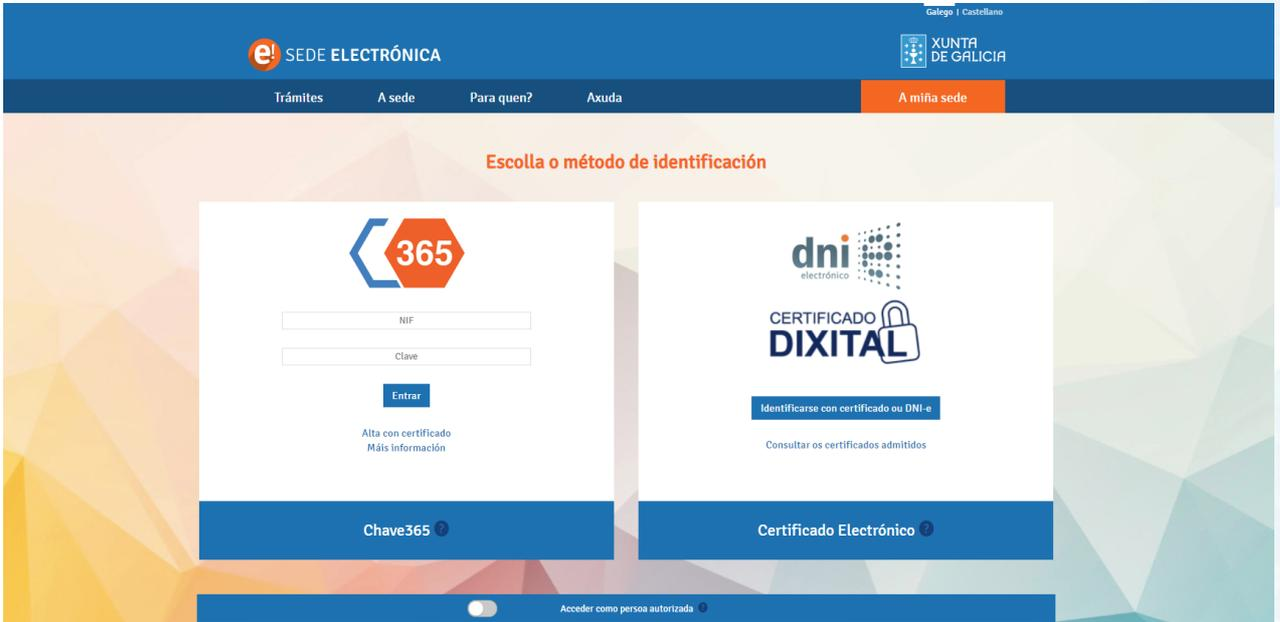 Galego | Castellano
e! SEDE ELECTRÓNICA
XUNTA
DE GALICIA
Trámites
A sede
Para quen?
Axuda
A miña sede
Escolla o método de identificación
365
NIF
Clave
Entrar
Alta con certificado
Máis información
Chave365 ?
dni
electrónico
CERTIFICADO
DIXITAL
Identificarse con certificado ou DNI-e
Consultar os certificados admitidos
Certificado Electrónico ?
Acceder como persoa autorizada ?